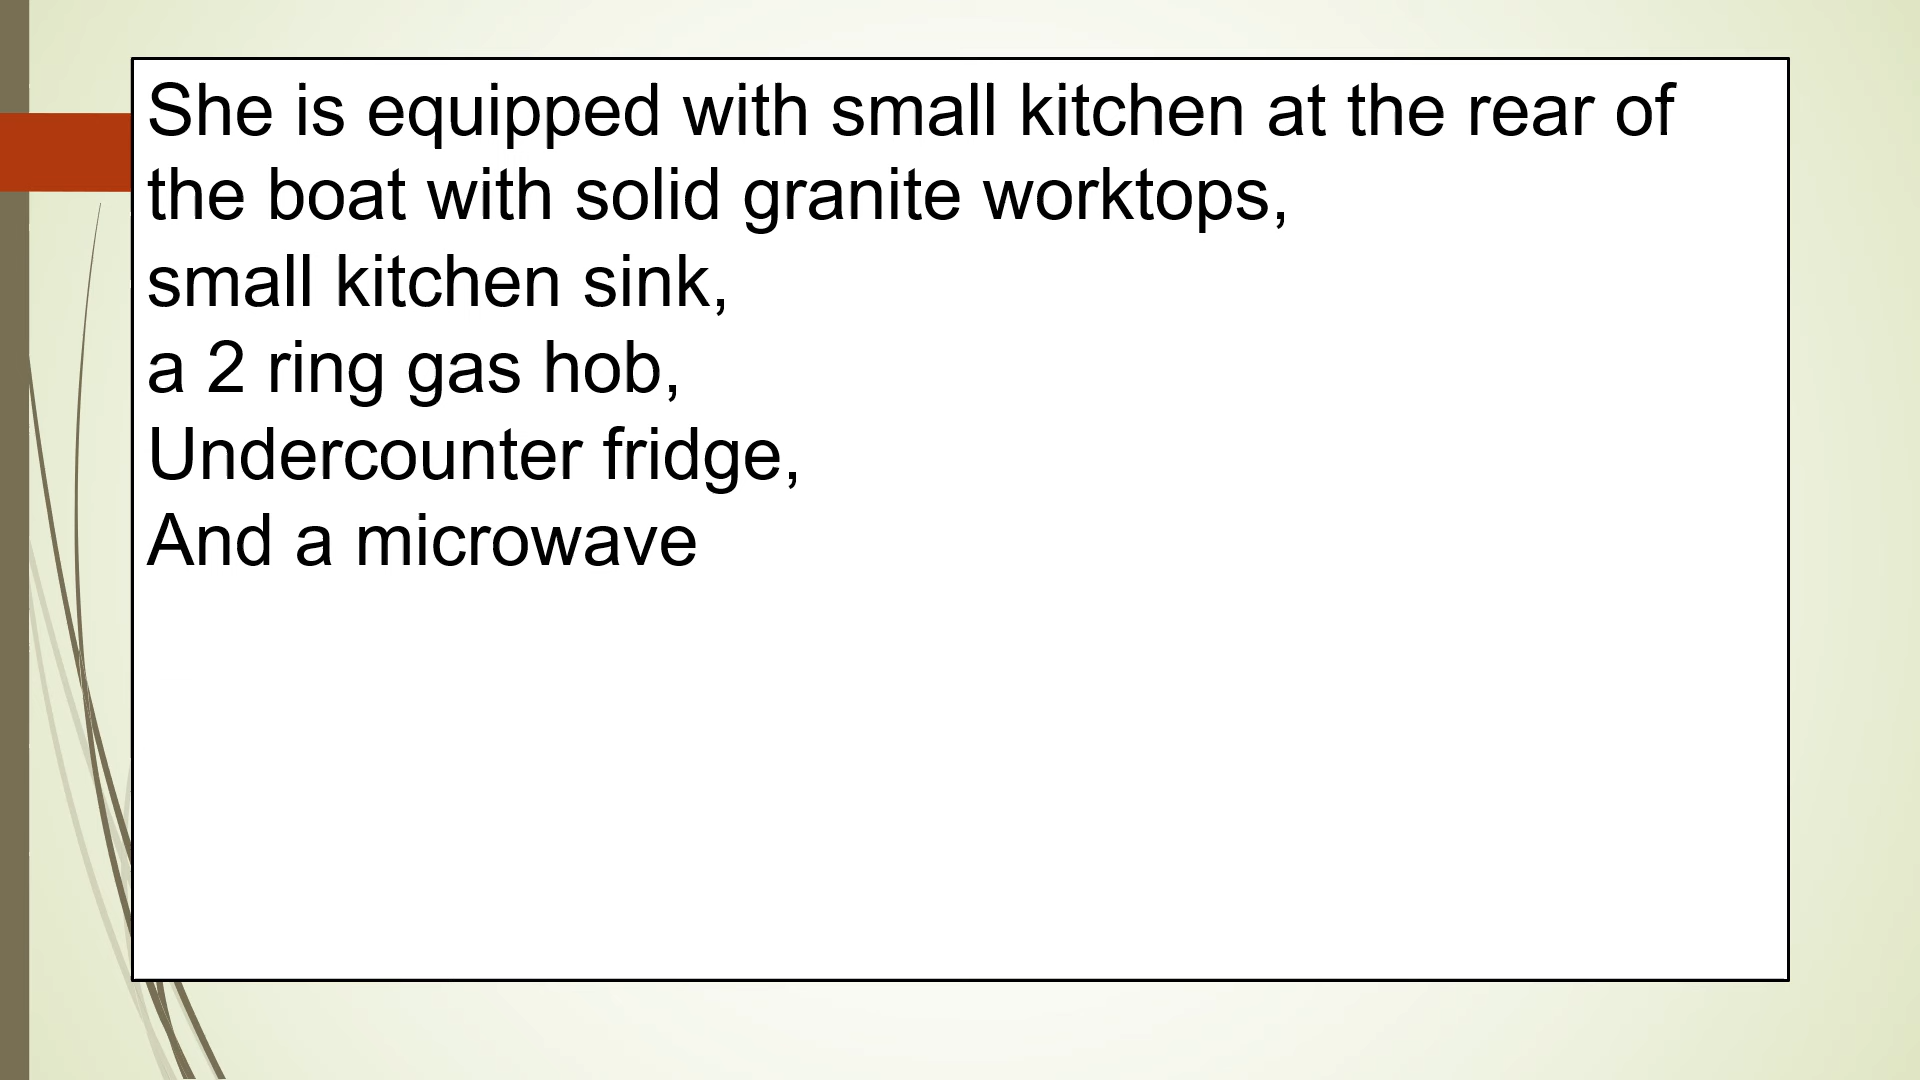 She is equipped with small kitchen at the rear of
the boat with solid granite worktops,
small kitchen sink,
a 2 ring gas hob,
Undercounter fridge,
And a microwave